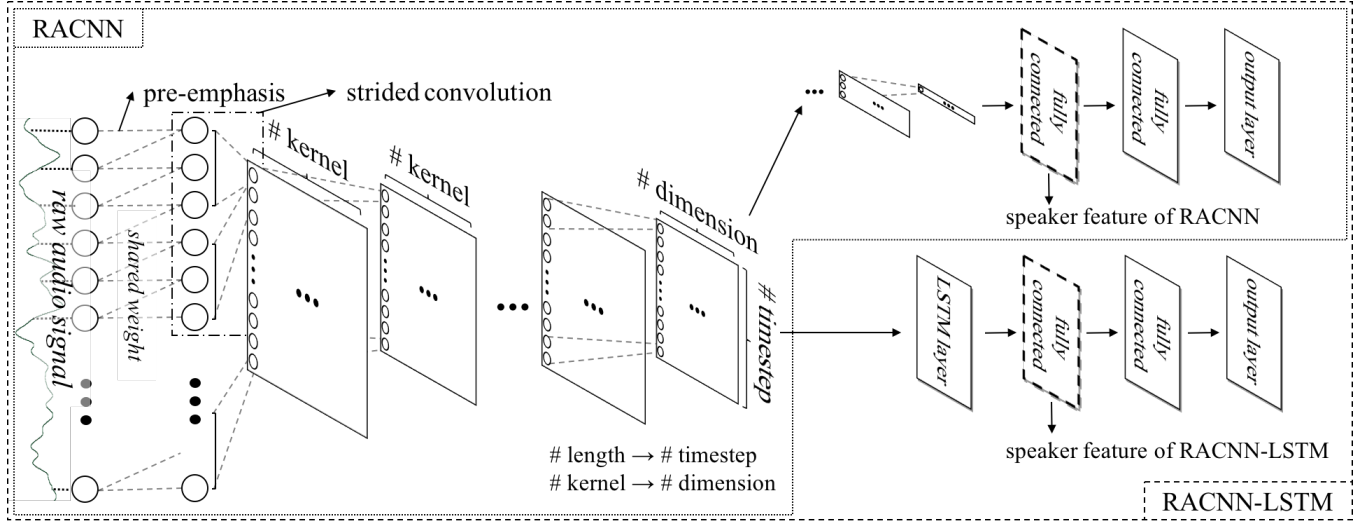 RACNN
pre-emphasis
strided convolution
raw audio signal
shared weight
# kernel
# kernel
# dimension
# timestep
# length → # timestep
# kernel → # dimension
fully
connected
fully
connected
output layer
speaker feature of RACNN
LSTM layer
fully
connected
fully
connected
output layer
speaker feature of RACNN-LSTM
RACNN-LSTM